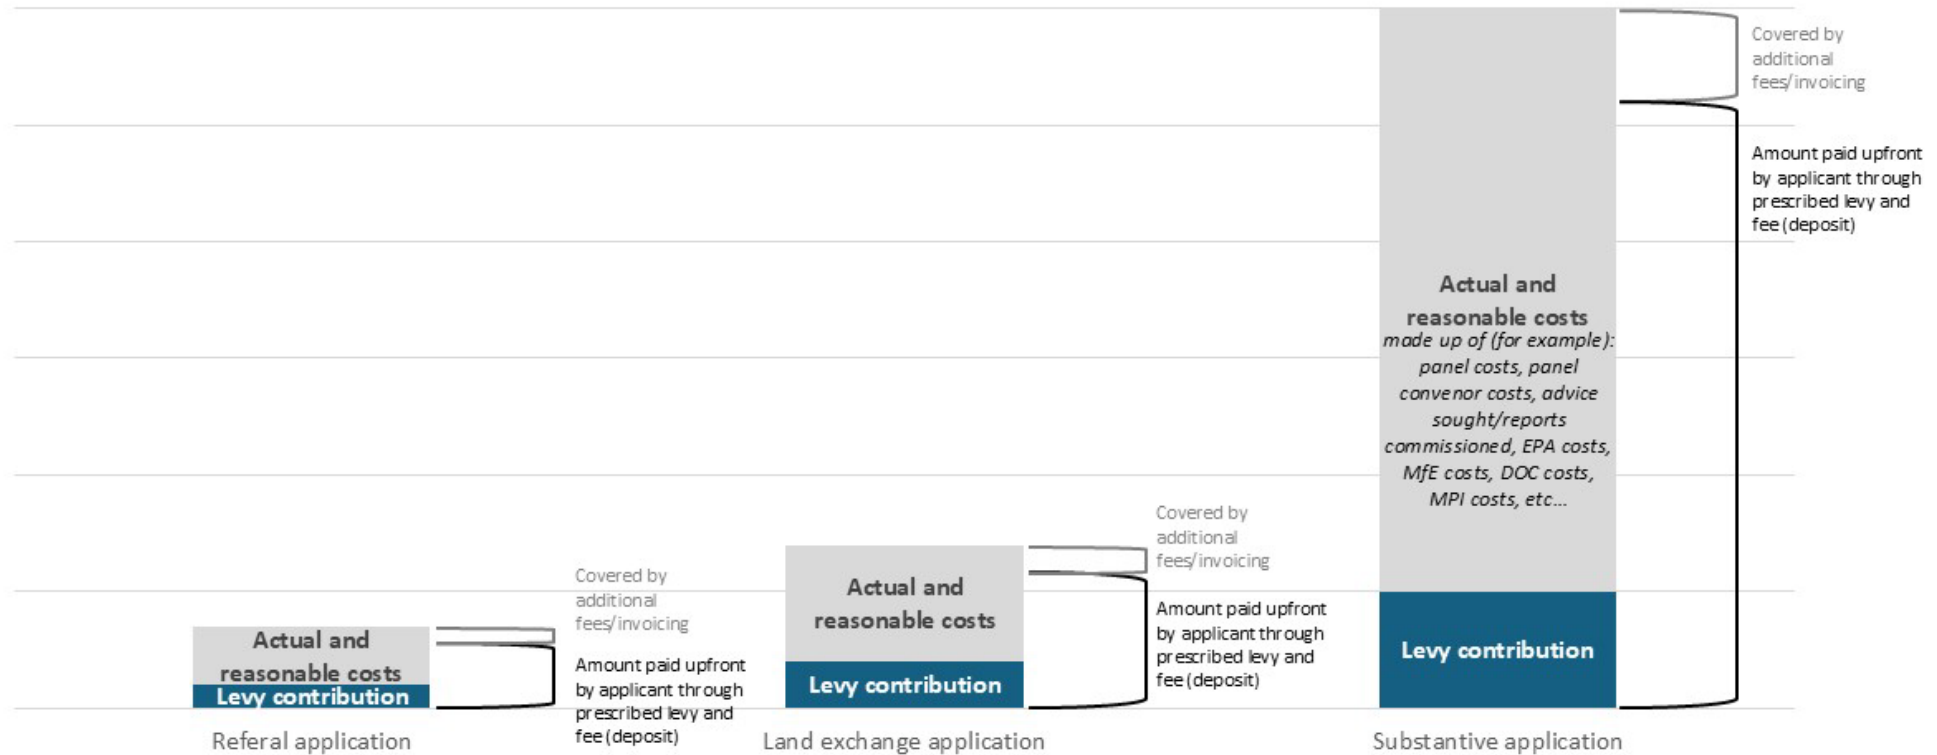 Covered by
additional
fees/invoicing
Amount paid upfront
by applicant through
prescribed levy and
fee (deposit)
Actual and
reasonable costs
made up of (for example):
panel costs, panel
convenor costs, advice
sought/reports
commissioned, EPA costs,
MfE costs, DOC costs,
MPI costs, etc...
Levy contribution
Substantive application
Covered by
additional
fees/invoicing
Actual and
reasonable costs
Amount paid upfront
by applicant through
prescribed levy and
fee (deposit)
Levy contribution
Land exchange application
Covered by
additional
fees/invoicing
Actual and
reasonable costs
Levy contribution
Amount paid upfront
by applicant through
prescribed levy and
fee (deposit)
Referal application